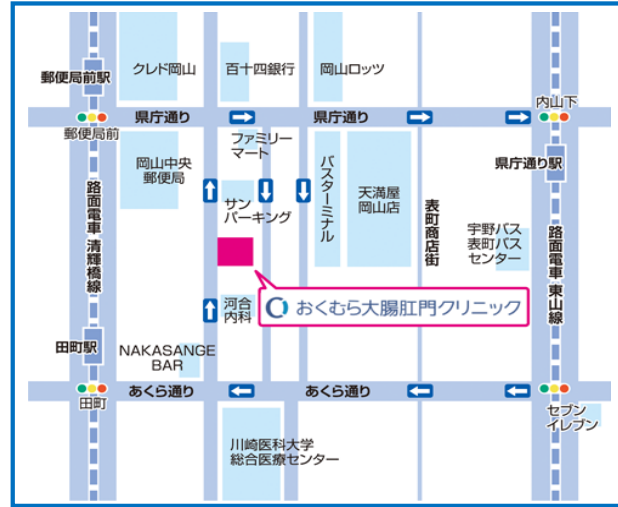 クレド岡山
百十四銀行
岡山ロッツ
郵便局前駅
県庁通り
県庁通り
内山下
郵便局前
ファミリー
マート
岡山中央
郵便局
県庁通り駅
サン
パーキング
バスターミナル
天満屋
岡山店
表町商店街
宇野バス
表町バス
センター
路面電車 清輝橋線
路面電車 東山線
河合
内科
おくむら大腸肛門クリニック
田町駅
NAKASANGE
BAR
あくら通り
あくら通り
田町
セブン
イレブン
川崎医科大学
総合医療センター